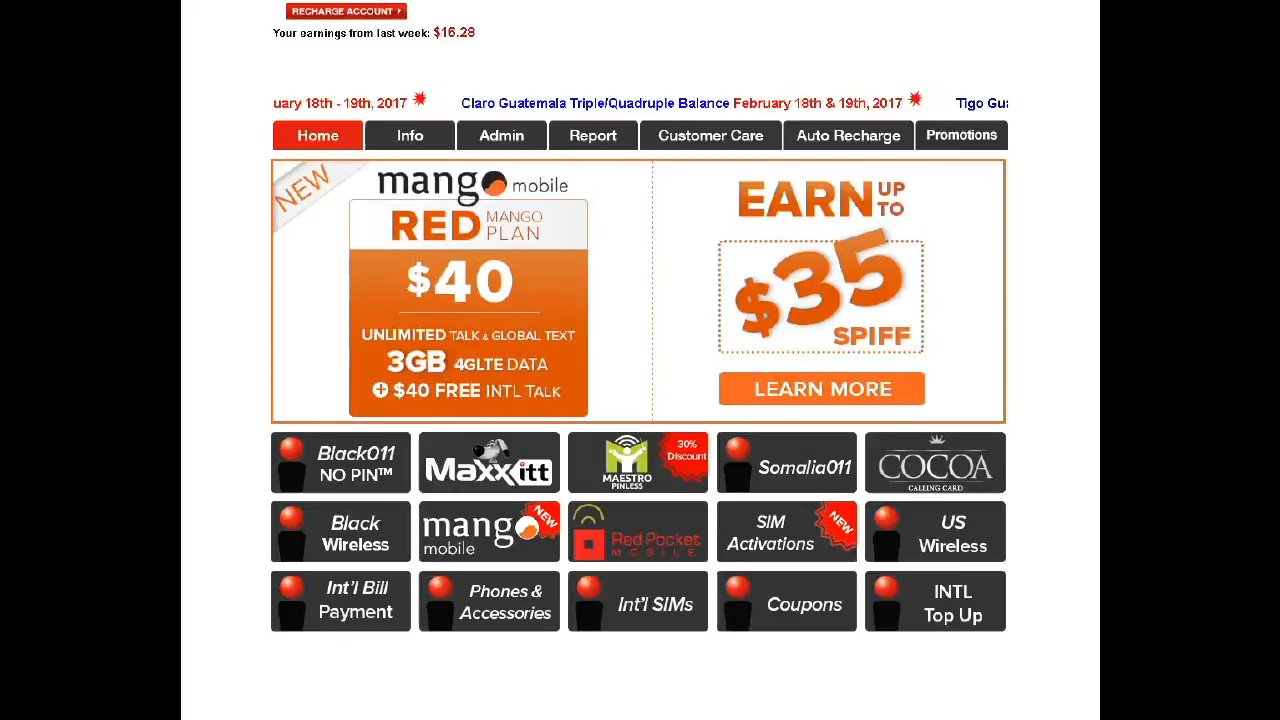 RECHARGE ACCOUNT
Your earnings from last week: $16.28
uary 18th - 19th, 2017 Claro Guatemala Triple/Quadruple Balance February 18th & 19th, 2017 Tigo Gua
Home Info Admin Report Customer Care Auto Recharge Promotions
NEW
mango mobile
RED MANGO PLAN
$40
UNLIMITED TALK & GLOBAL TEXT
3GB 4GLTE DATA
+ $40 FREE INTL TALK
EARN UP TO
$35
SPIFF
LEARN MORE
Black011
NO PIN™
Maxxitt
MAESTRO
PINLESS
30%
Discount
Somalia011
COCOA
CALLING CARD
Black
Wireless
mango
mobile
NEW
Red Pocket
MOBILE
SIM
Activations
NEW
US
Wireless
Int'l Bill
Payment
Phones &
Accessories
Int'l SIMs
Coupons
INTL
Top Up